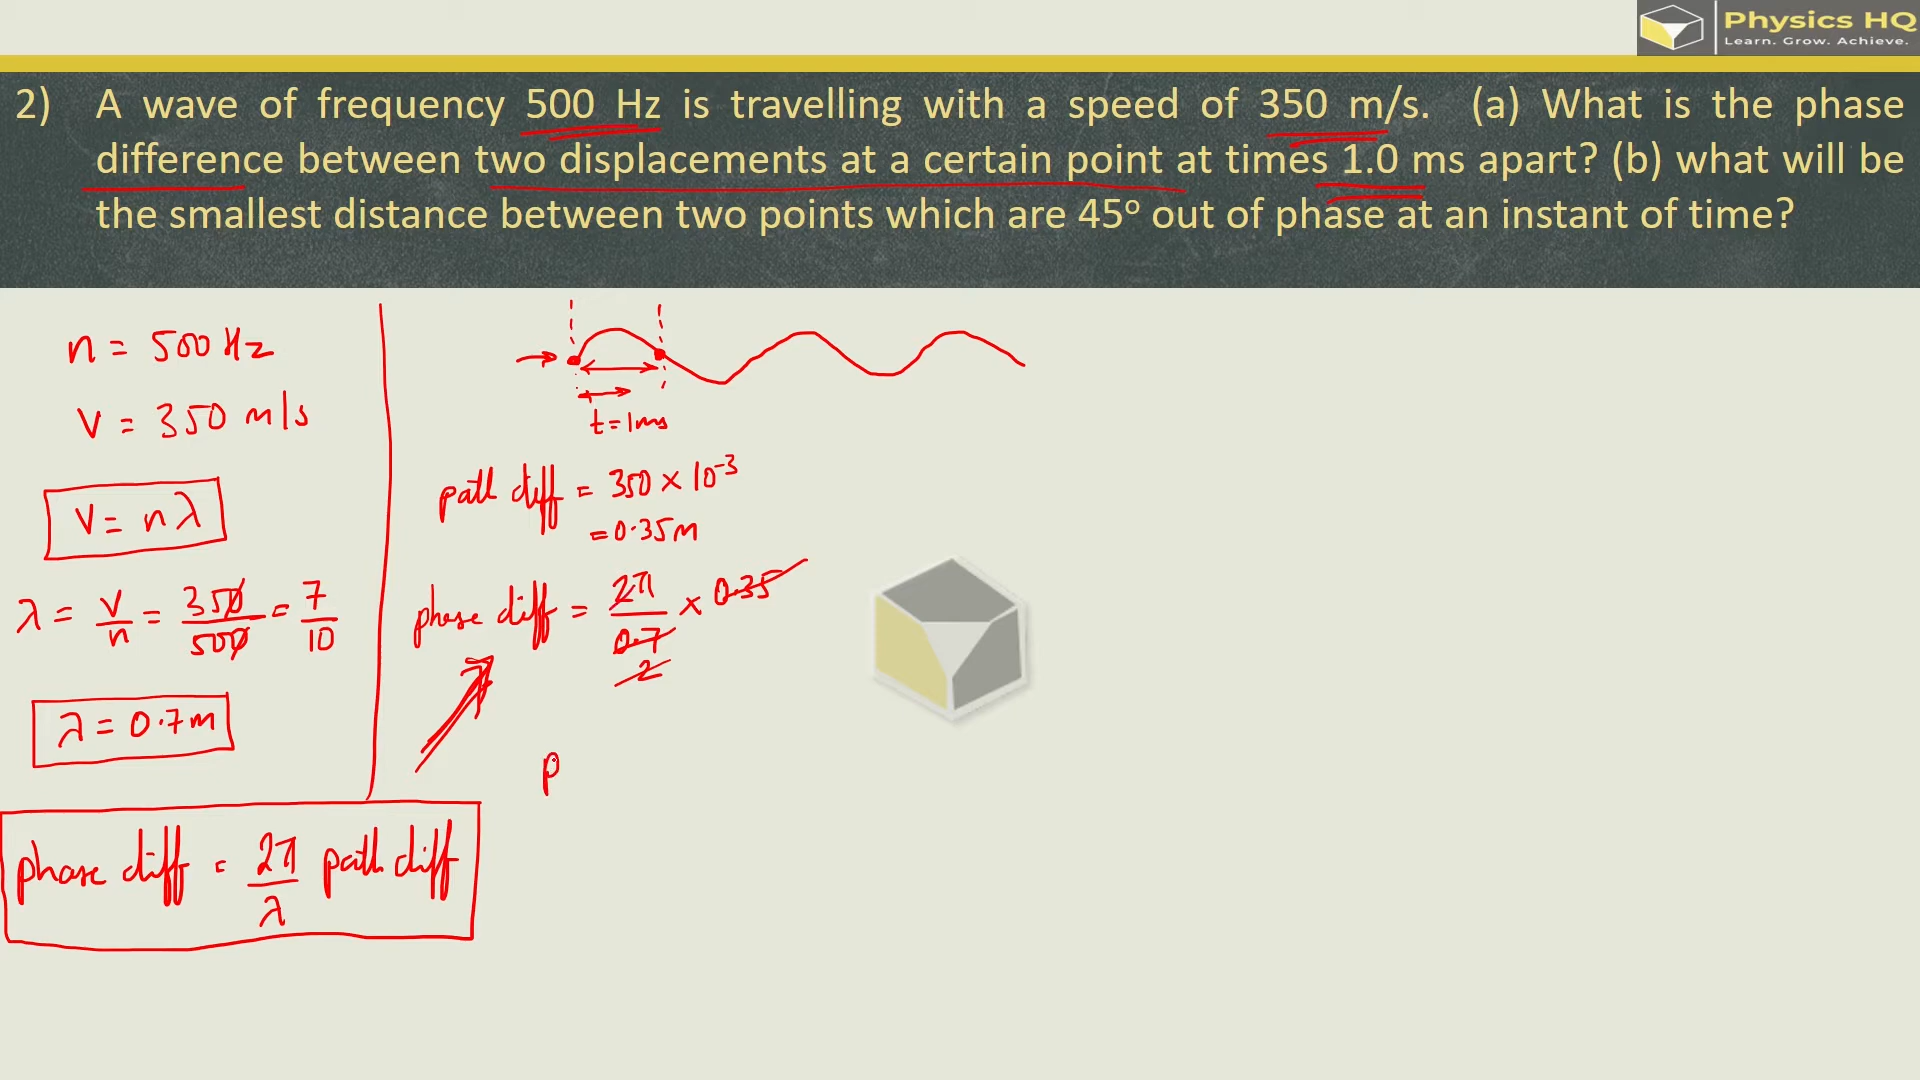 Physics HQ
Learn. Grow. Achieve.
2) A wave of frequency 500 Hz is travelling with a speed of 350 m/s. (a) What is the phase
difference between two displacements at a certain point at times 1.0 ms apart? (b) what will be
the smallest distance between two points which are 45° out of phase at an instant of time?
n = 500 Hz
v = 350 m/s
v = nλ
λ = v/n = 350/500 = 7/10
λ = 0.7 m
phase diff = 2π/λ path diff
t = 1 ms
path diff = 350 × 10⁻³
= 0.35 m
phase diff = 2π/0.7 × 0.35
2
p